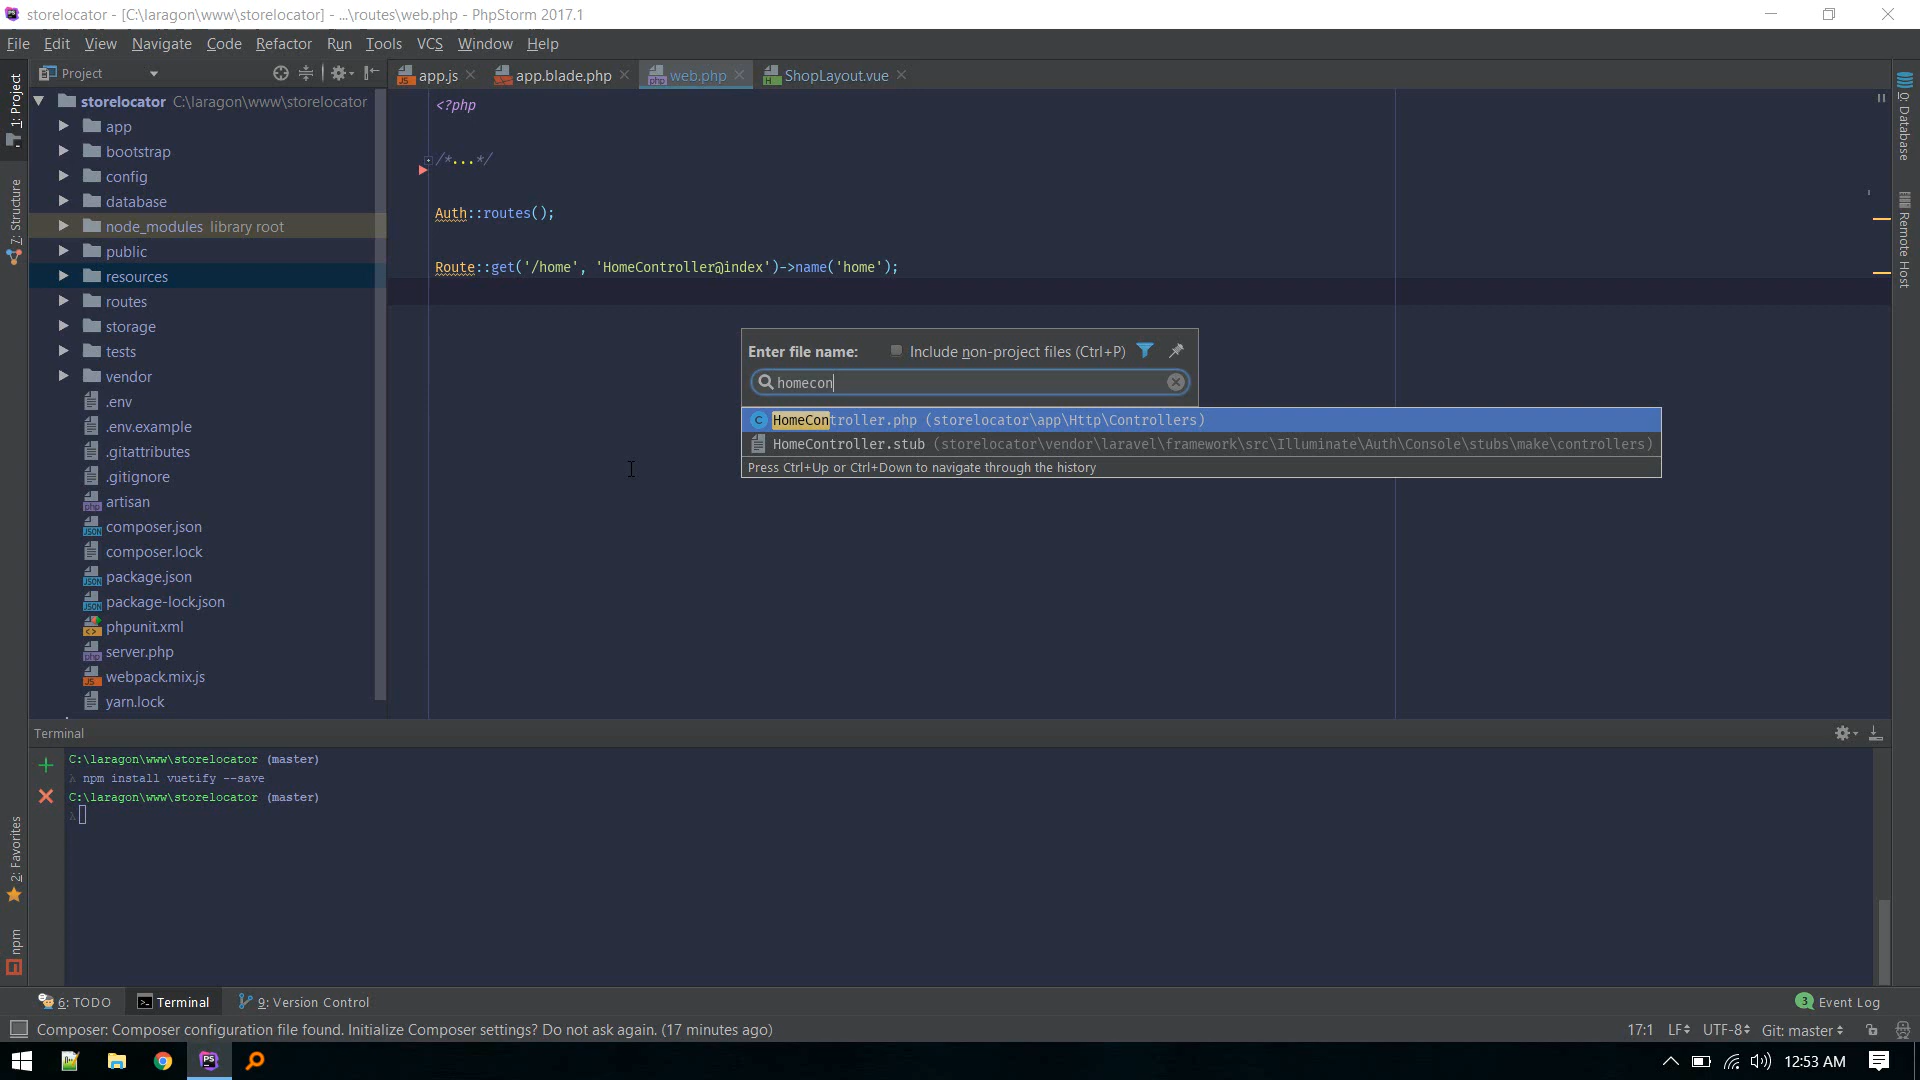 storelocator - [C:\laragon\www\storelocator] - ...\routes\web.php - PhpStorm 2017.1
File Edit View Navigate Code Refactor Run Tools VCS Window Help
Project
app.js
app.blade.php
web.php
ShopLayout.vue
1: Project
Z: Structure
2: Favorites
npm
storelocator C:\laragon\www\storelocator
app
bootstrap
config
database
node_modules library root
public
resources
routes
storage
tests
vendor
.env
.env.example
.gitattributes
.gitignore
artisan
composer.json
composer.lock
package.json
package-lock.json
phpunit.xml
server.php
webpack.mix.js
yarn.lock
<?php
/*...*/
Auth::routes();
Route::get('/home', 'HomeController@index')->name('home');
Enter file name: Include non-project files (Ctrl+P)
homecon
HomeController.php (storelocator\app\Http\Controllers)
HomeController.stub (storelocator\vendor\laravel\framework\src\Illuminate\Auth\Console\stubs\make\controllers)
Press Ctrl+Up or Ctrl+Down to navigate through the history
0: Database
Remote Host
Terminal
C:\laragon\www\storelocator (master)
λ npm install vuetify --save
C:\laragon\www\storelocator (master)
λ
6: TODO
Terminal
9: Version Control
3 Event Log
Composer: Composer configuration file found. Initialize Composer settings? Do not ask again. (17 minutes ago)
17:1 LF UTF-8 Git: master
12:53 AM